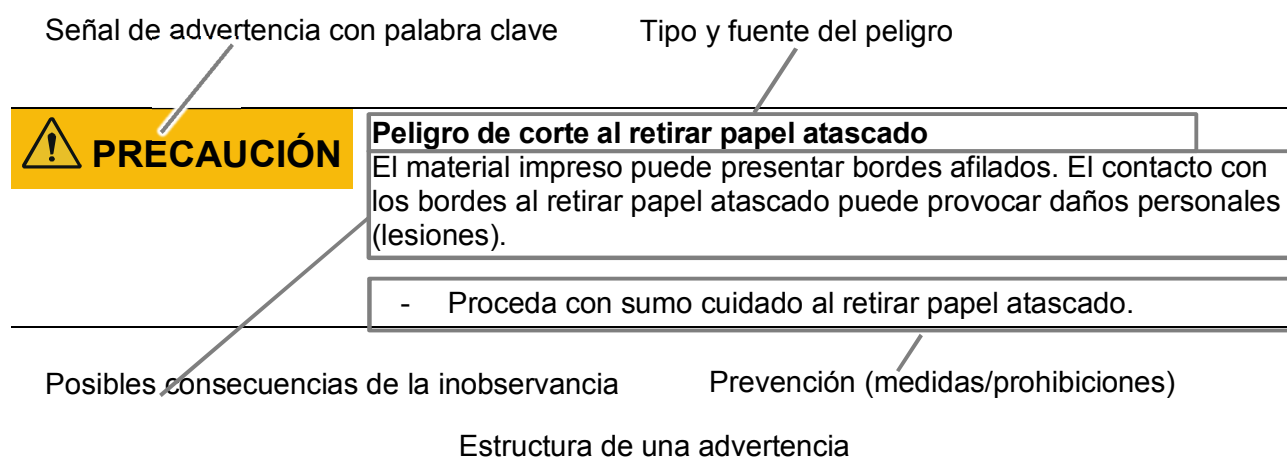 Señal de advertencia con palabra clave
Tipo y fuente del peligro
PRECAUCIÓN
Peligro de corte al retirar papel atascado
El material impreso puede presentar bordes afilados. El contacto con
los bordes al retirar papel atascado puede provocar daños personales
(lesiones).
- Proceda con sumo cuidado al retirar papel atascado.
Posibles consecuencias de la inobservancia
Prevención (medidas/prohibiciones)
Estructura de una advertencia